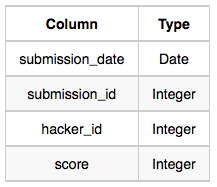 Column Type
submission_date Date
submission_id Integer
hacker_id Integer
score Integer